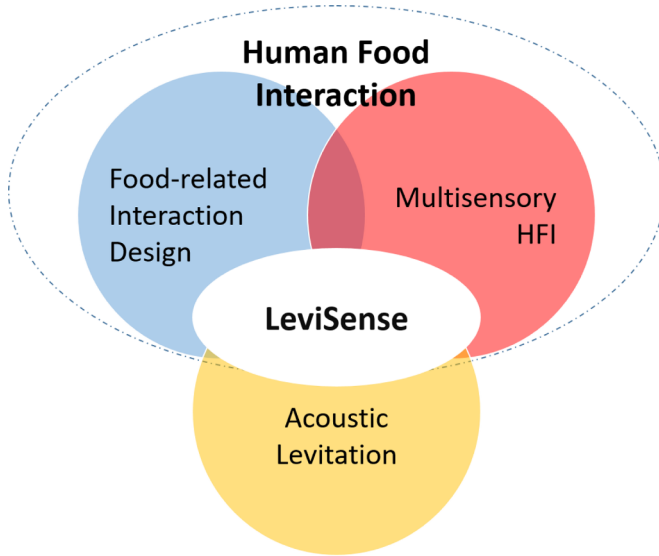 Human Food
Interaction
Food-related
Interaction
Design
Multisensory
HFI
LeviSense
Acoustic
Levitation